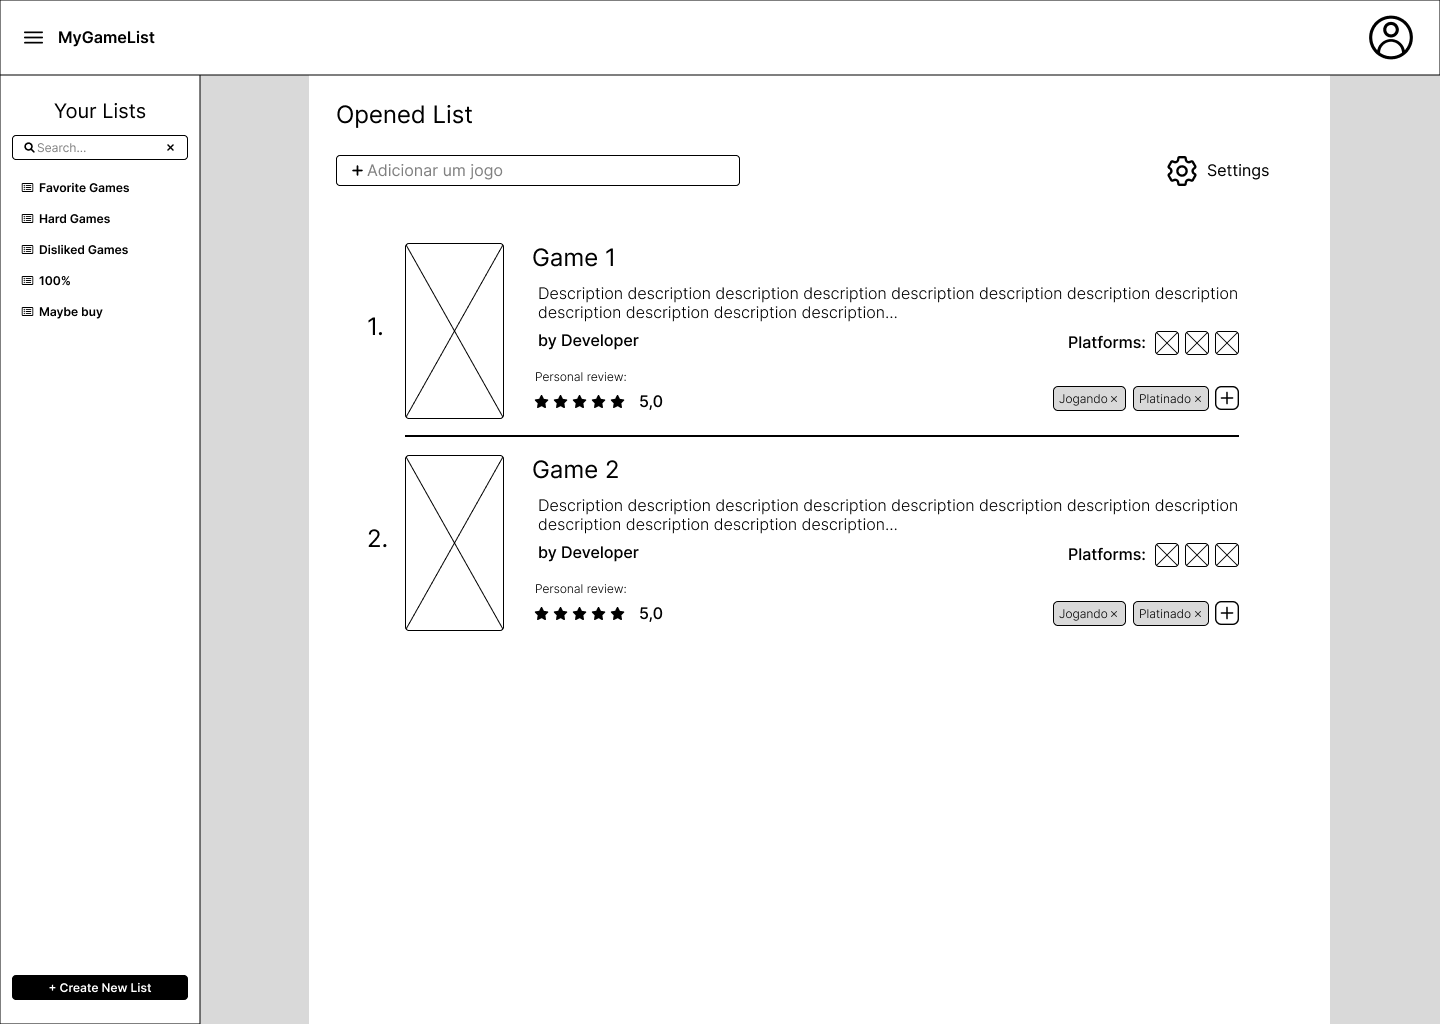 MyGameList
Your Lists
Search...
Favorite Games
Hard Games
Disliked Games
100%
Maybe buy
+ Create New List
Opened List
+ Adicionar um jogo
Settings
1.
Game 1
Description description description description description description description description
description description description description...
by Developer
Platforms:
Personal review:
5,0
Jogando × Platinado ×
2.
Game 2
Description description description description description description description description
description description description description...
by Developer
Platforms:
Personal review:
5,0
Jogando × Platinado ×